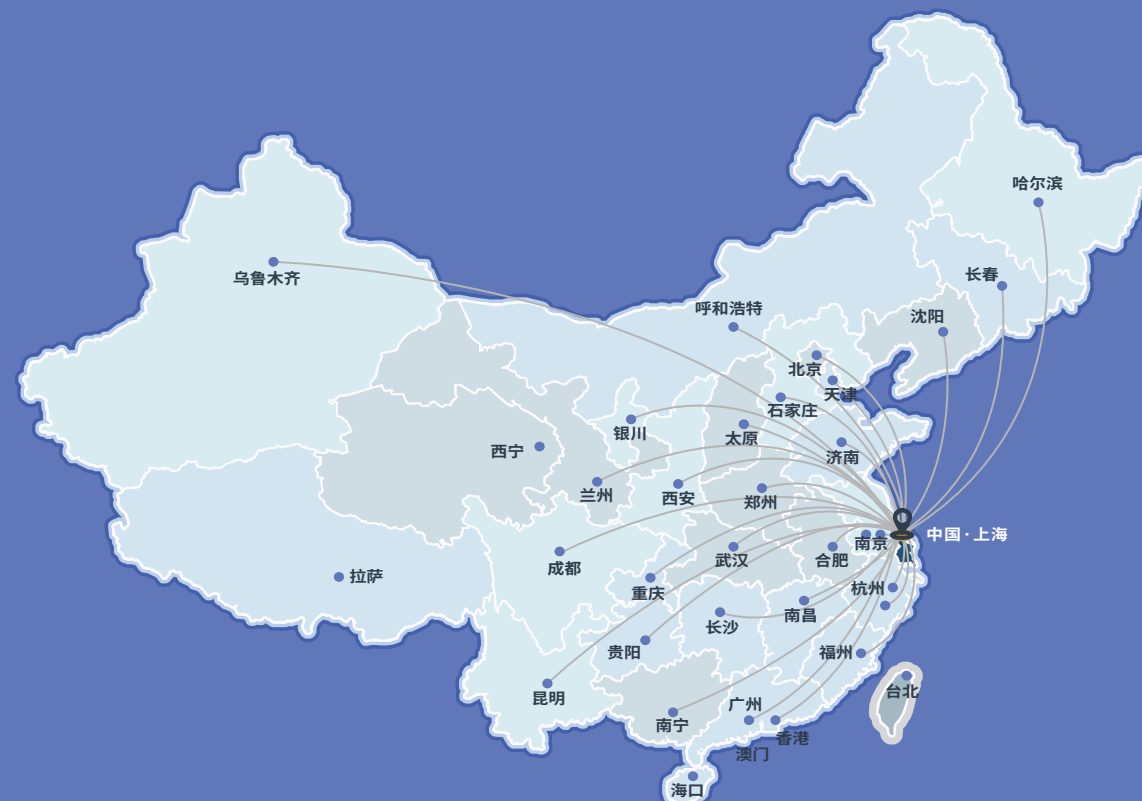 哈尔滨
长春
乌鲁木齐
呼和浩特
沈阳
北京
天津
石家庄
银川
太原
西宁
济南
兰州
西安
郑州
中国·上海
南京
武汉
合肥
成都
拉萨
重庆
杭州
南昌
长沙
贵阳
福州
台北
昆明
广州
南宁
香港
澳门
海口